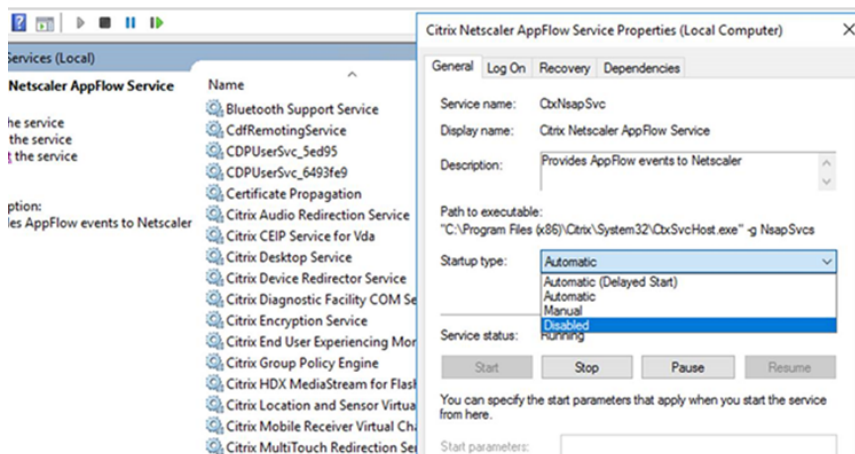 Services (Local)
Netscaler AppFlow Service
he service
the service
t the service
ption:
les AppFlow events to Netscaler
Name
Bluetooth Support Service
CdfRemotingService
CDPUserSvc_5ed95
CDPUserSvc_6493fe9
Certificate Propagation
Citrix Audio Redirection Service
Citrix CEIP Service for Vda
Citrix Desktop Service
Citrix Device Redirector Service
Citrix Diagnostic Facility COM Se
Citrix Encryption Service
Citrix End User Experiencing Mor
Citrix Group Policy Engine
Citrix HDX MediaStream for Flash
Citrix Location and Sensor Virtua
Citrix Mobile Receiver Virtual Cha
Citrix MultiTouch Redirection Ser
Citrix Netscaler AppFlow Service Properties (Local Computer)
General Log On Recovery Dependencies
Service name: CtxNsapSvc
Display name: Citrix Netscaler AppFlow Service
Description: Provides AppFlow events to Netscaler
Path to executable:
"C:\Program Files (x86)\Citrix\System32\CtxSvcHost.exe" -g NsapSvcs
Startup type: Automatic
Automatic (Delayed Start)
Automatic
Manual
Disabled
Service status: Running
Start Stop Pause Resume
You can specify the start parameters that apply when you start the service
from here.
Start parameters: